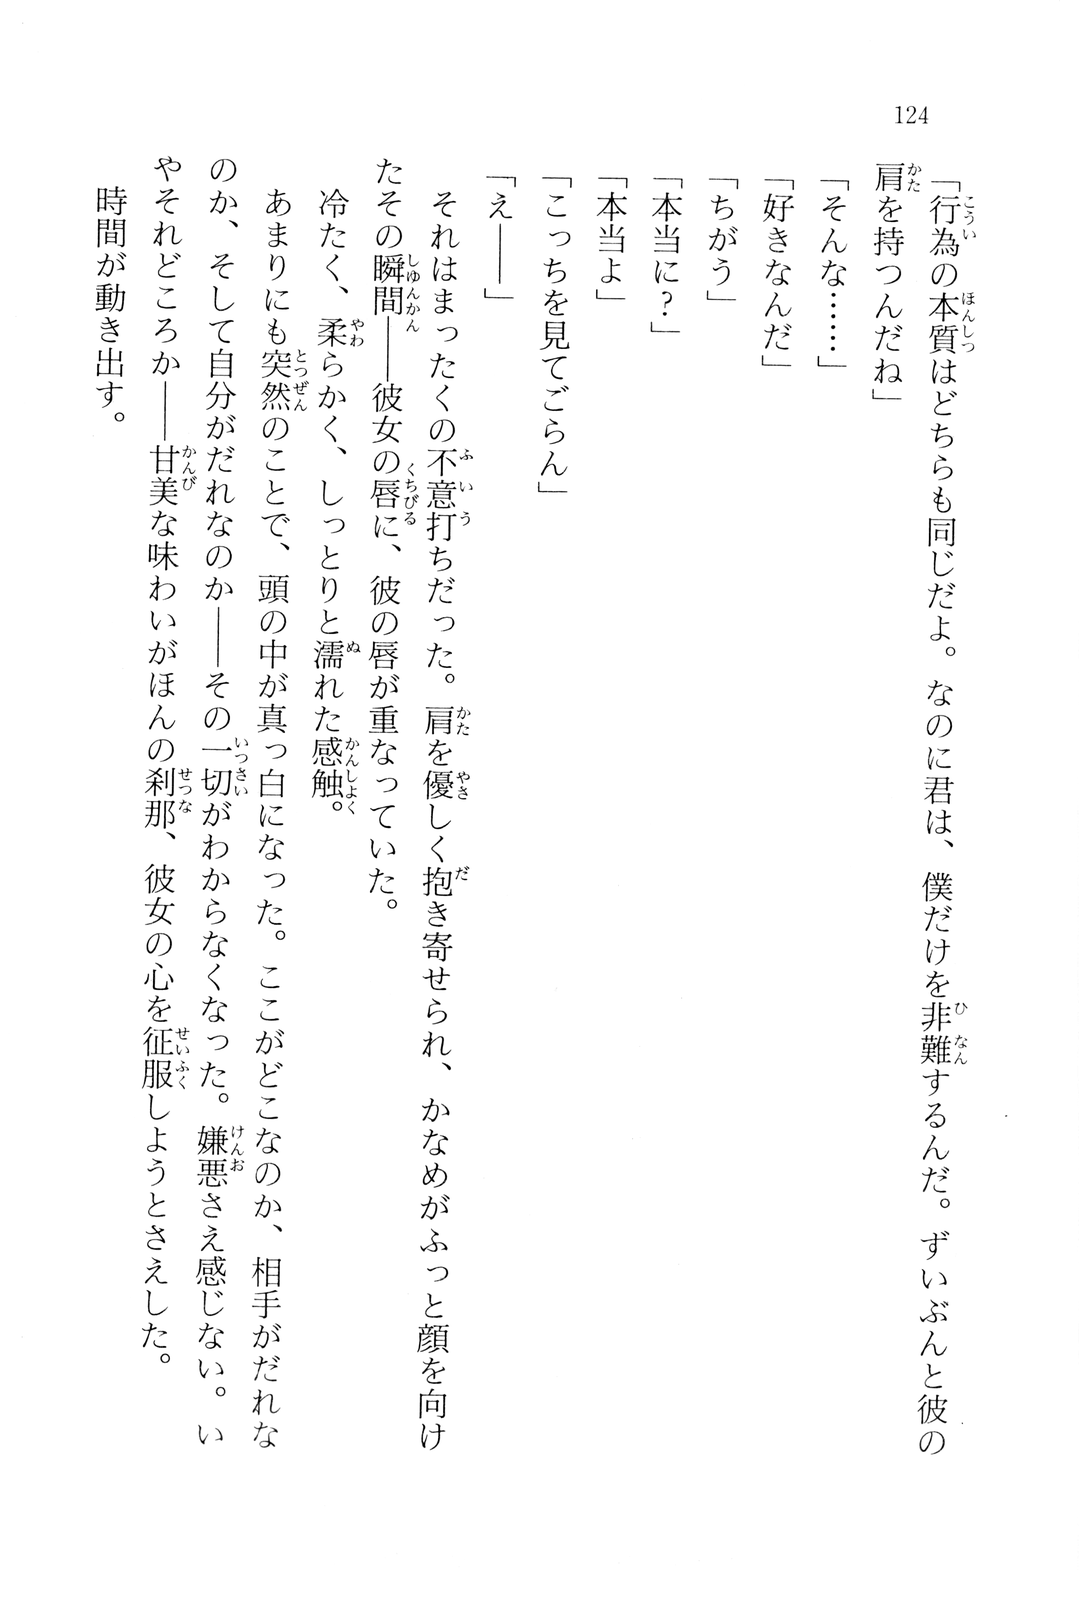 124
「行為の本質はどちらも同じだよ。なのに君は、僕だけを非難するんだ。ずいぶんと彼の
肩を持つんだね」
「そんな……」
「好きなんだ」
「ちがう」
「本当に?」
「本当よ」
「こっちを見てごらん」
「え――」
それはまったくの不意打ちだった。肩を優しく抱き寄せられ、かなめがふっと顔を向け
たその瞬間――彼女の唇に、彼の唇が重なっていた。
冷たく、柔らかく、しっとりと濡れた感触。
あまりにも突然のことで、頭の中が真っ白になった。ここがどこなのか、相手がだれな
のか、そして自分がだれなのか――その一切がわからなくなった。嫌悪さえ感じない。い
やそれどころか――甘美な味わいがほんの刹那、彼女の心を征服しようとさえした。
時間が動き出す。